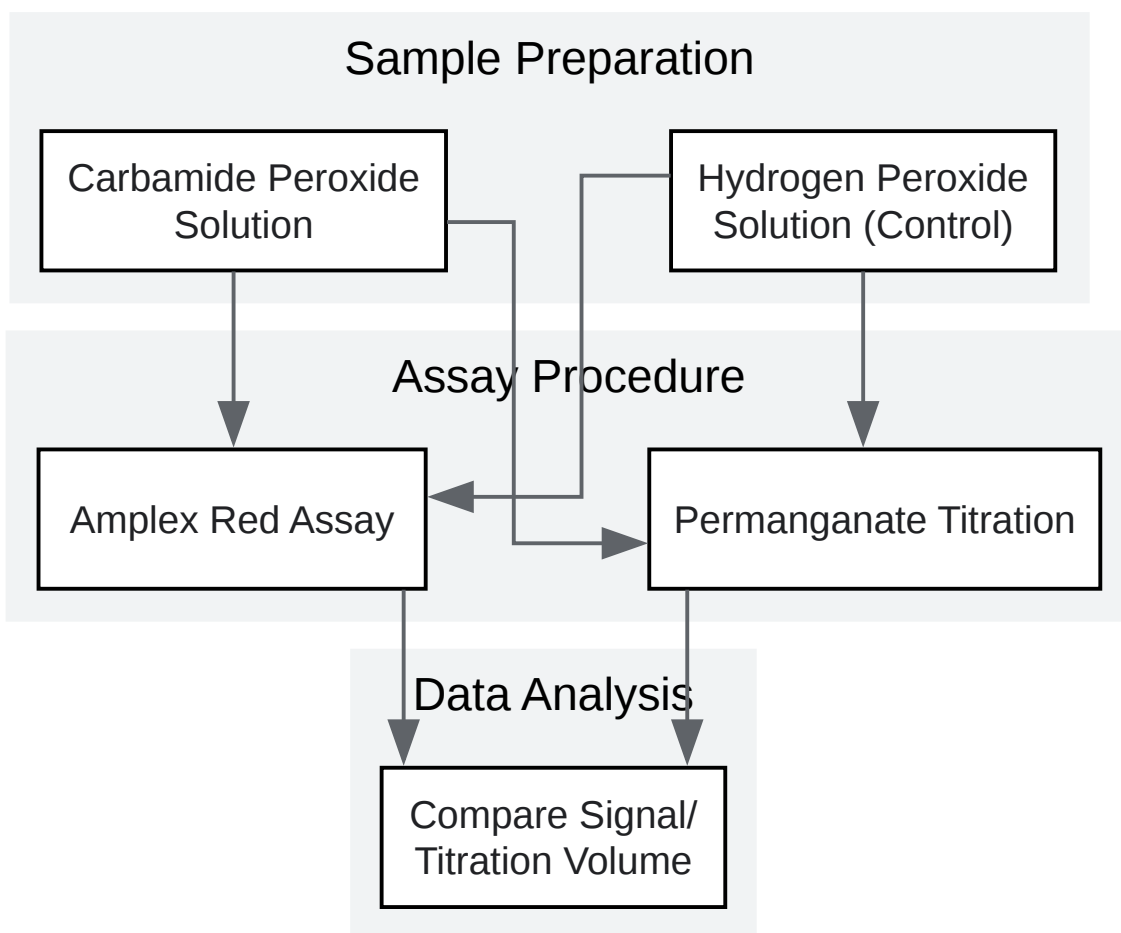 Sample Preparation
Carbamide Peroxide
Solution
Hydrogen Peroxide
Solution (Control)
Assay Procedure
Amplex Red Assay
Permanganate Titration
Data Analysis
Compare Signal/
Titration Volume